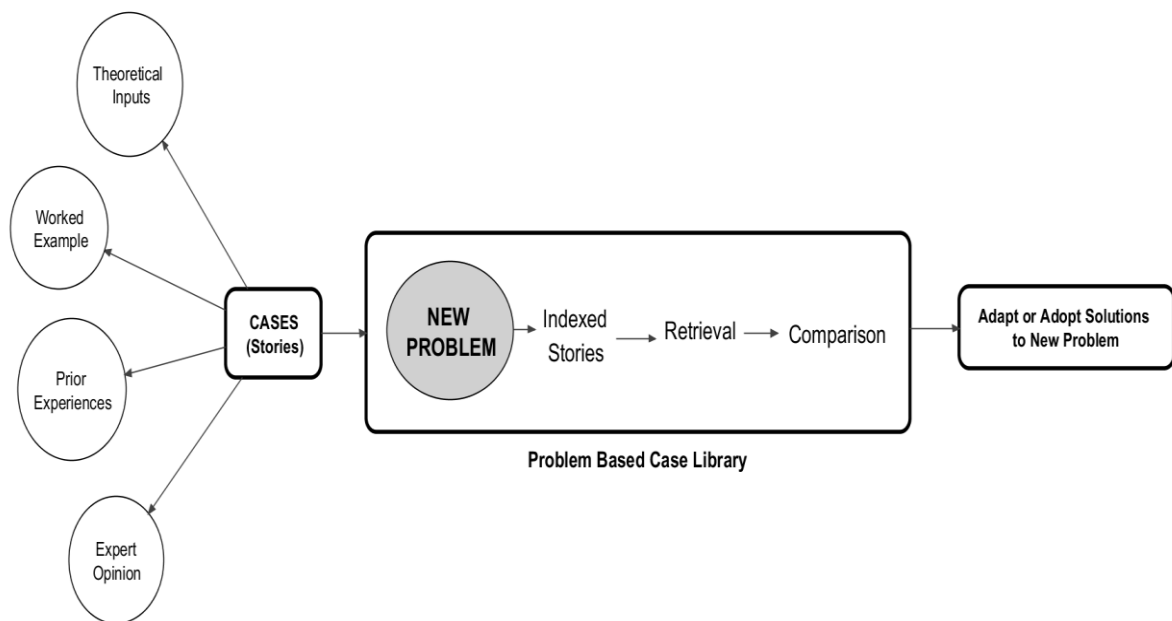 Theoretical
Inputs
Worked
Example
Prior
Experiences
Expert
Opinion
CASES
(Stories)
NEW
PROBLEM
Indexed
Stories
Retrieval
Comparison
Problem Based Case Library
Adapt or Adopt Solutions
to New Problem